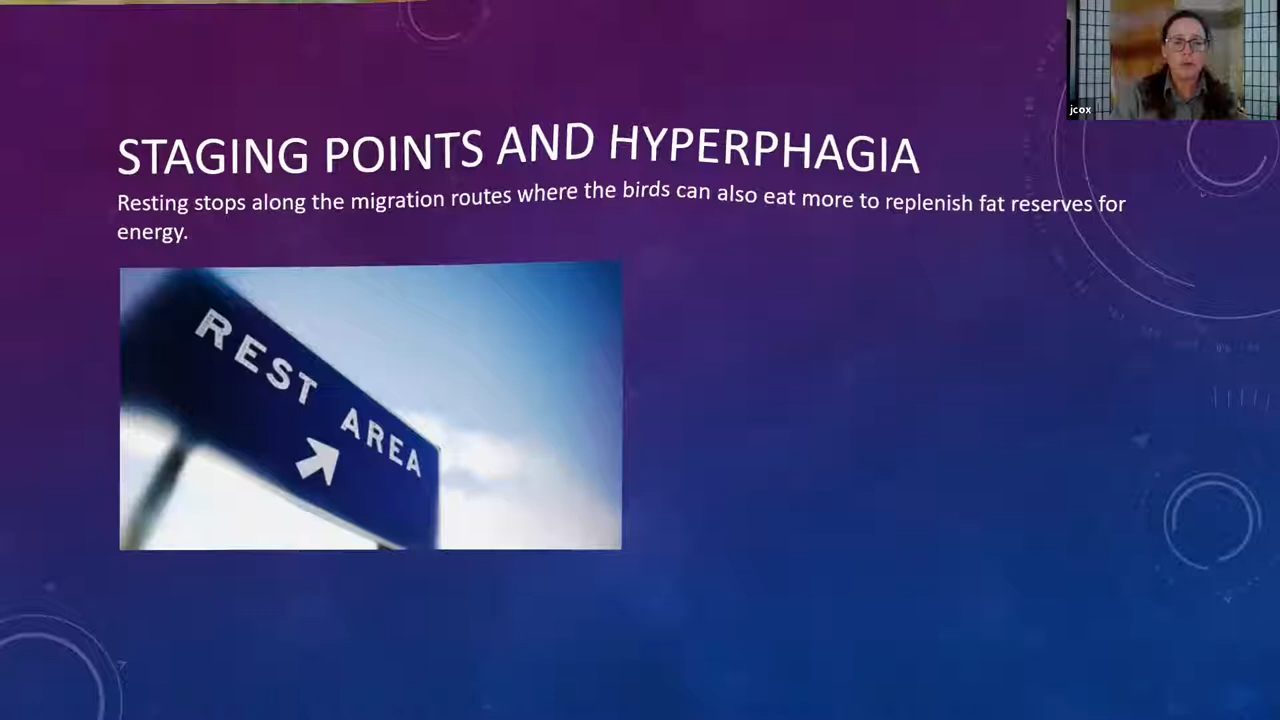 jcox
STAGING POINTS AND HYPERPHAGIA
Resting stops along the migration routes where the birds can also eat more to replenish fat reserves for
energy.
REST AREA